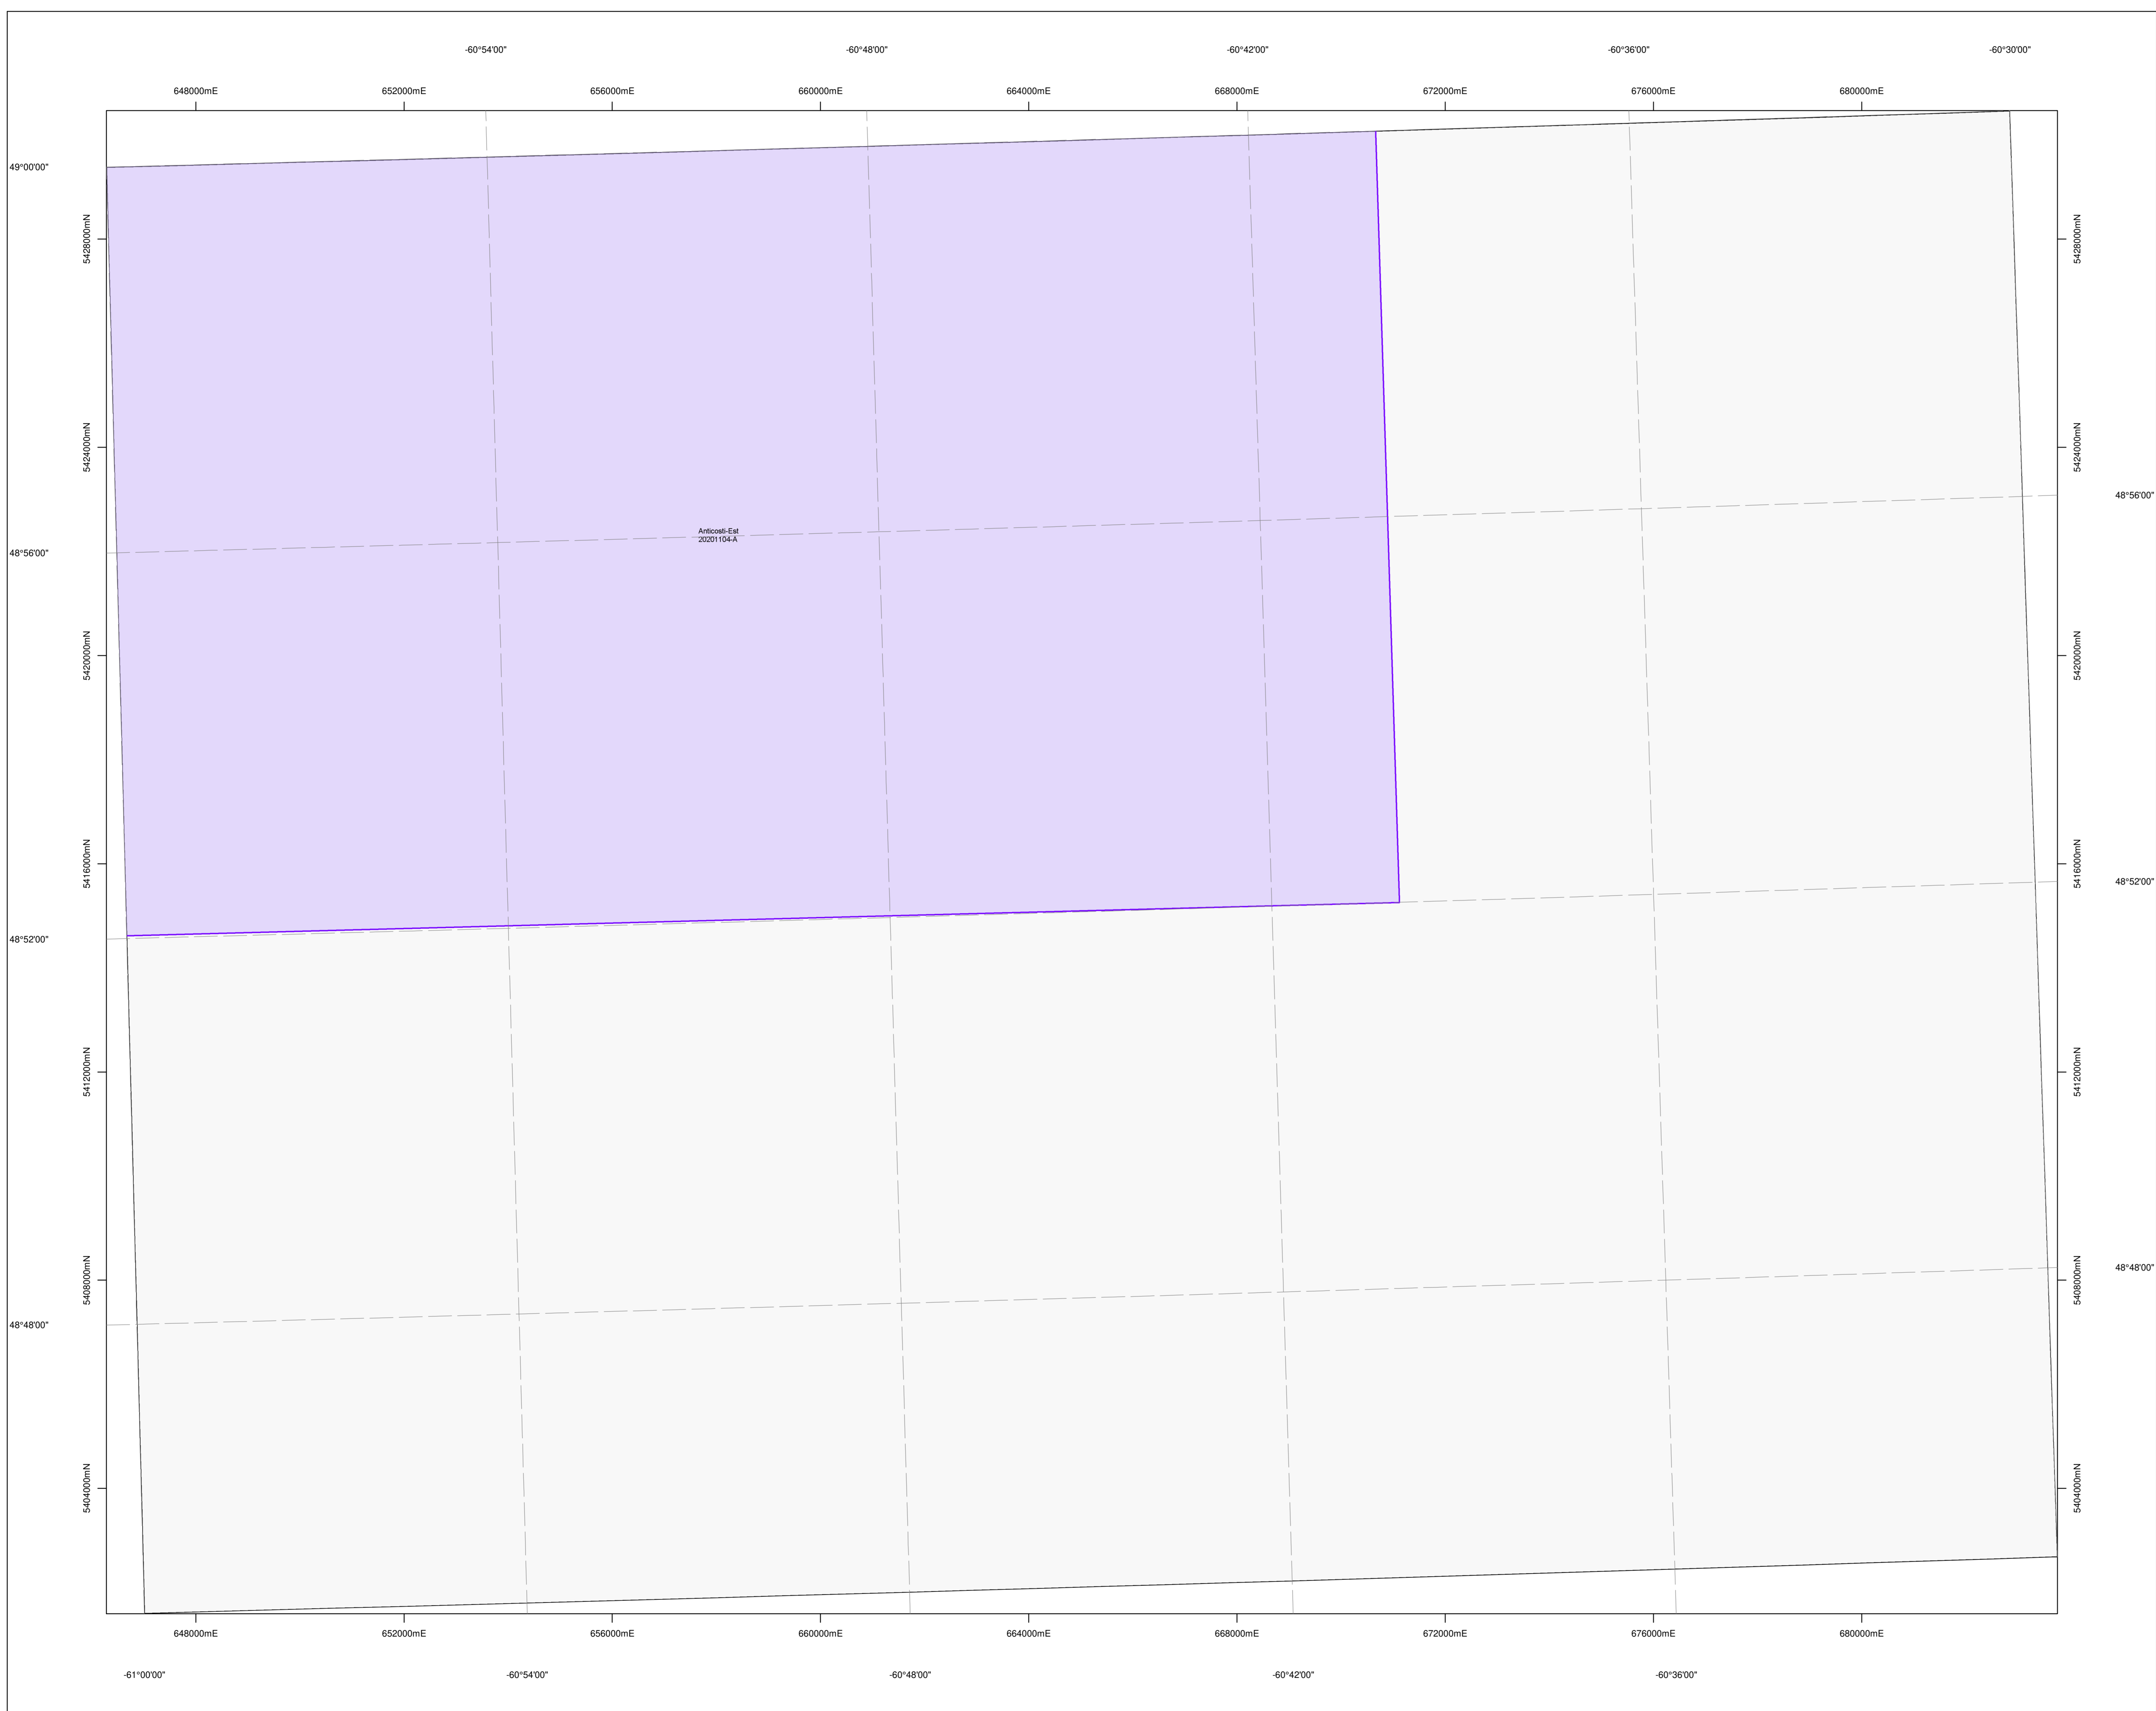 -60°54'00" -60°48'00" -60°42'00" -60°36'00" -60°30'00"
648000mE 652000mE 656000mE 660000mE 664000mE 668000mE 672000mE 676000mE 680000mE
49°00'00"
5428000mN 5428000mN
5424000mN 5424000mN
48°56'00"
Anticosti-Est
20201104-A
48°56'00"
5420000mN 5420000mN
5416000mN 5416000mN
48°52'00"
48°52'00"
5412000mN 5412000mN
48°48'00"
5408000mN 5408000mN
48°48'00"
5404000mN 5404000mN
648000mE 652000mE 656000mE 660000mE 664000mE 668000mE 672000mE 676000mE 680000mE
-61°00'00" -60°54'00" -60°48'00" -60°42'00" -60°36'00"